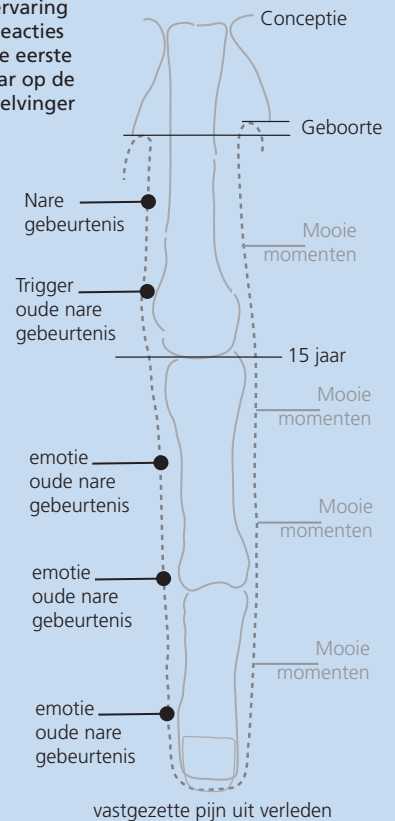 ervaring
eacties
e eerste
ar op de
elvinger
Conceptie
Geboorte
Nare
gebeurtenis
Mooie
momenten
Trigger
oude nare
gebeurtenis
15 jaar
Mooie
momenten
emotie
oude nare
gebeurtenis
Mooie
momenten
emotie
oude nare
gebeurtenis
Mooie
momenten
emotie
oude nare
gebeurtenis
vastgezette pijn uit verleden